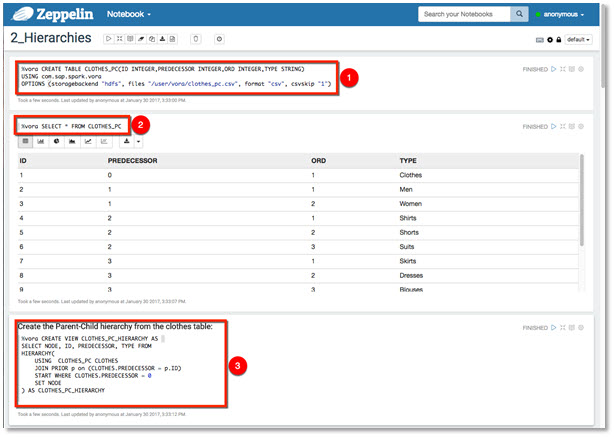 Zeppelin Notebook Search your Notebooks anonymous
2_Hierarchies default
%vora CREATE TABLE CLOTHES_PC(ID INTEGER,PREDECESSOR INTEGER,ORD INTEGER,TYPE STRING)
USING com.sap.spark.vora
OPTIONS (storagebackend "hdfs", files "/user/vora/clothes_pc.csv", format "csv", csvskip "1")
FINISHED
1
Took a few seconds. Last updated by anonymous at January 30 2017, 3:33:00 PM.
%vora SELECT * FROM CLOTHES_PC
2
FINISHED
ID PREDECESSOR ORD TYPE
1 0 1 Clothes
2 1 1 Men
3 1 2 Women
4 2 1 Shirts
5 2 2 Shorts
6 2 3 Suits
7 3 1 Skirts
8 3 2 Dresses
9 3 3 Blouses
Took a few seconds. Last updated by anonymous at January 30 2017, 3:33:07 PM.
Create the Parent-Child hierarchy from the clothes table:
FINISHED
%vora CREATE VIEW CLOTHES_PC_HIERARCHY AS
SELECT NODE, ID, PREDECESSOR, TYPE FROM
HIERARCHY(
USING CLOTHES_PC CLOTHES
JOIN PRIOR p on (CLOTHES.PREDECESSOR = p.ID)
START WHERE CLOTHES.PREDECESSOR = 0
SET NODE
) AS CLOTHES_PC_HIERARCHY
3
Took a few seconds. Last updated by anonymous at January 30 2017, 3:33:12 PM.